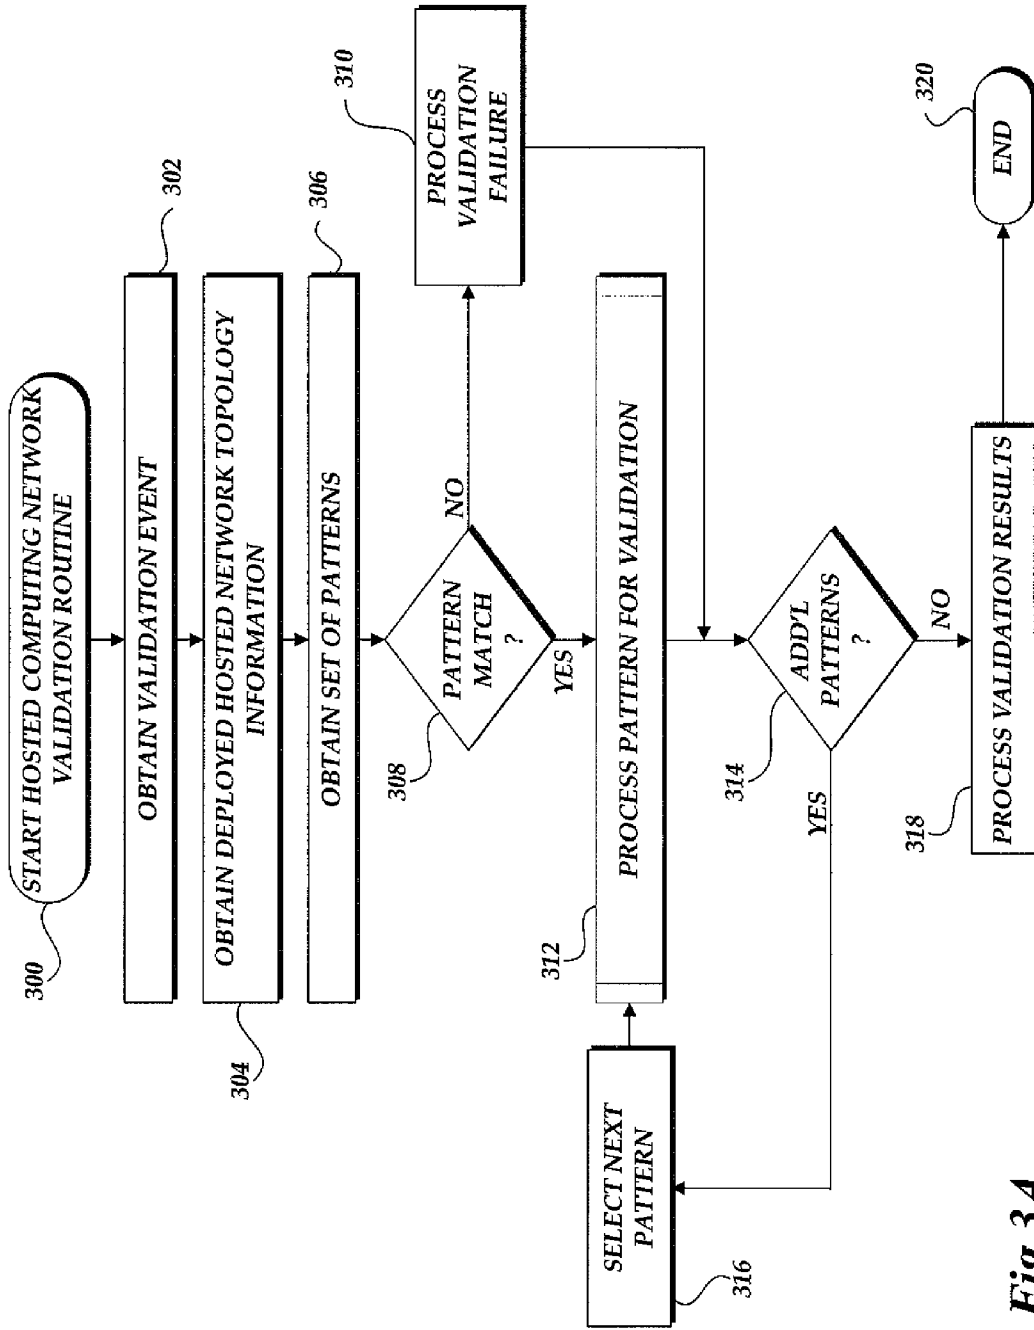 START HOSTED COMPUTING NETWORK
VALIDATION ROUTINE
300
OBTAIN VALIDATION EVENT
302
OBTAIN DEPLOYED HOSTED NETWORK TOPOLOGY
INFORMATION
304
OBTAIN SET OF PATTERNS
306
PATTERN
MATCH
?
308
NO
YES
PROCESS
VALIDATION
FAILURE
310
PROCESS PATTERN FOR VALIDATION
312
ADD'L
PATTERNS
?
314
YES
NO
SELECT NEXT
PATTERN
316
PROCESS VALIDATION RESULTS
318
END
320
Fig.3A.